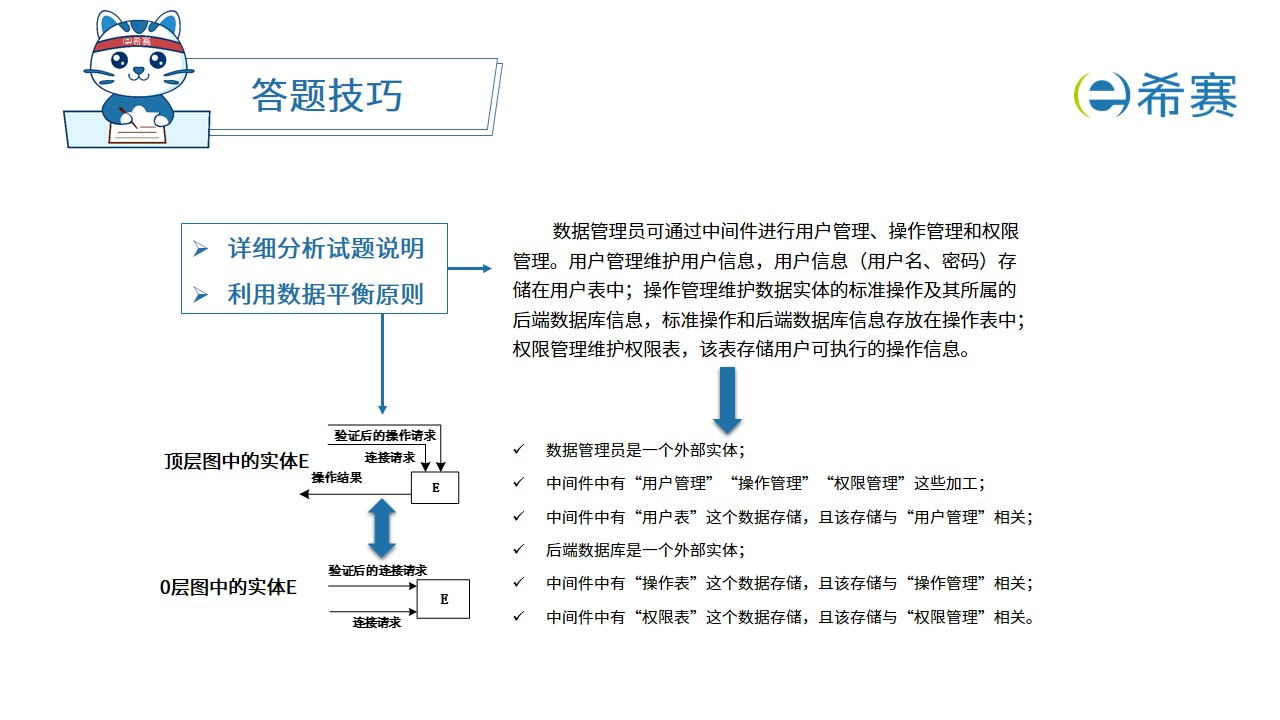 希赛
答题技巧
希赛
详细分析试题说明
利用数据平衡原则
数据管理员可通过中间件进行用户管理、操作管理和权限
管理。用户管理维护用户信息，用户信息（用户名、密码）存
储在用户表中；操作管理维护数据实体的标准操作及其所属的
后端数据库信息，标准操作和后端数据库信息存放在操作表中；
权限管理维护权限表，该表存储用户可执行的操作信息。
顶层图中的实体E
验证后的操作请求
连接请求
操作结果
E
0层图中的实体E
验证后的连接请求
E
连接请求
✓ 数据管理员是一个外部实体；
✓ 中间件中有“用户管理”“操作管理”“权限管理”这些加工；
✓ 中间件中有“用户表”这个数据存储，且该存储与“用户管理”相关；
✓ 后端数据库是一个外部实体；
✓ 中间件中有“操作表”这个数据存储，且该存储与“操作管理”相关；
✓ 中间件中有“权限表”这个数据存储，且该存储与“权限管理”相关。